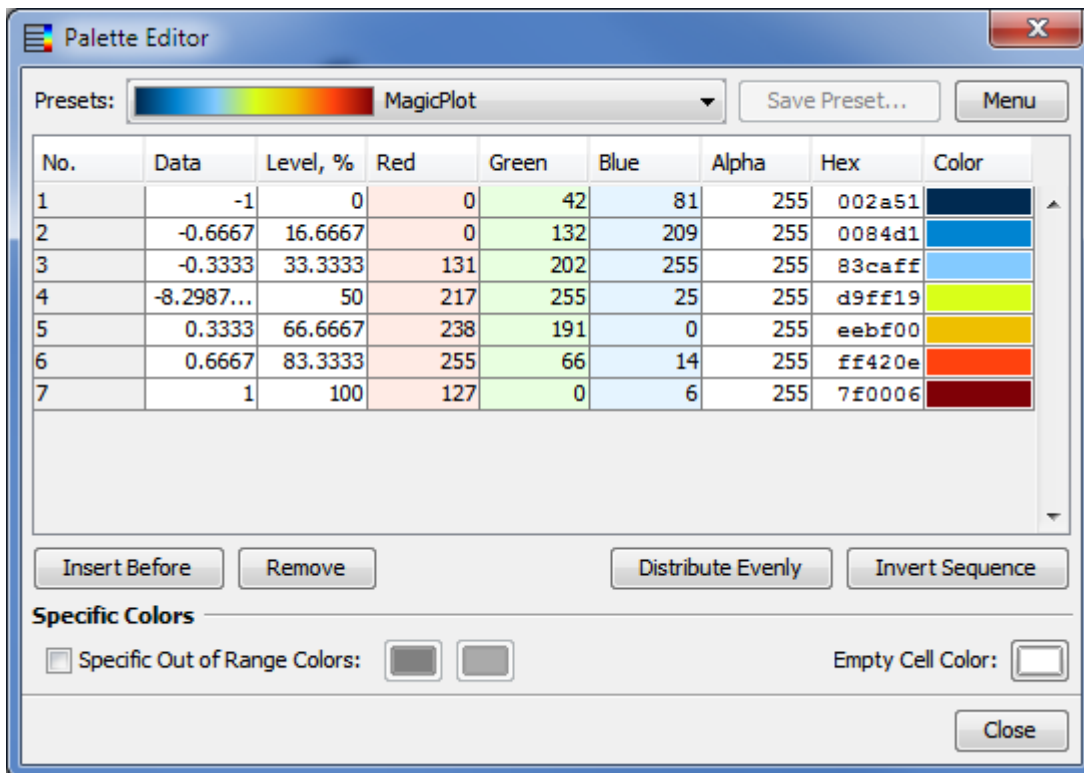 Palette Editor
Presets: MagicPlot Save Preset... Menu
No. Data Level, % Red Green Blue Alpha Hex Color
1 -1 0 0 42 81 255 002a51
2 -0.6667 16.6667 0 132 209 255 0084d1
3 -0.3333 33.3333 131 202 255 255 83caff
4 -8.2987... 50 217 255 25 255 d9ff19
5 0.3333 66.6667 238 191 0 255 eebf00
6 0.6667 83.3333 255 66 14 255 ff420e
7 1 100 127 0 6 255 7f0006
Insert Before Remove Distribute Evenly Invert Sequence
Specific Colors
Specific Out of Range Colors: Empty Cell Color:
Close